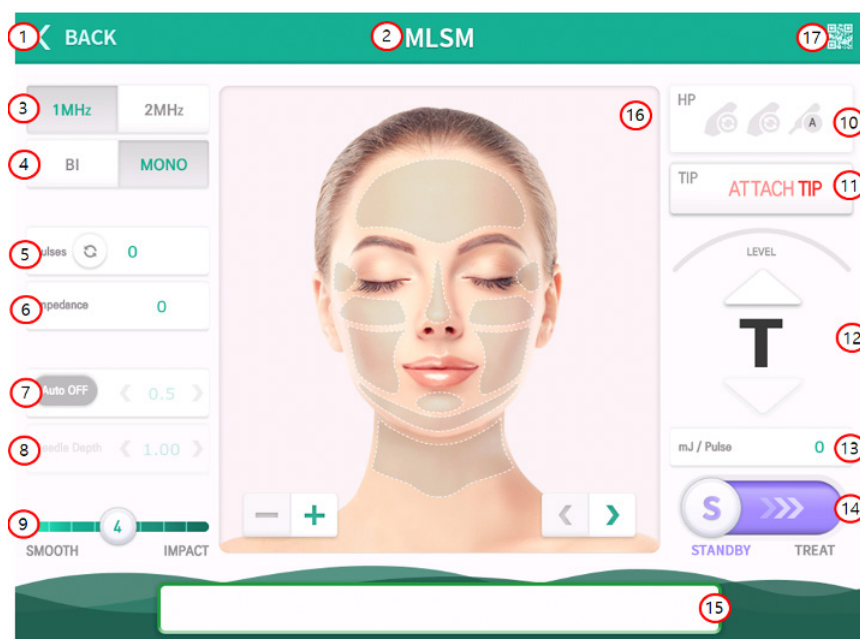 1 BACK
2 MLSM
17
3 1MHz 2MHz
4 BI MONO
5 ulses 0
6 mpedance 0
7 Auto OFF 0.5
8 eedle Depth 1.00
9 4
SMOOTH IMPACT
16
HP A 10
TIP ATTACH TIP 11
LEVEL
T 12
mJ / Pulse 0 13
S 14
STANDBY TREAT
15